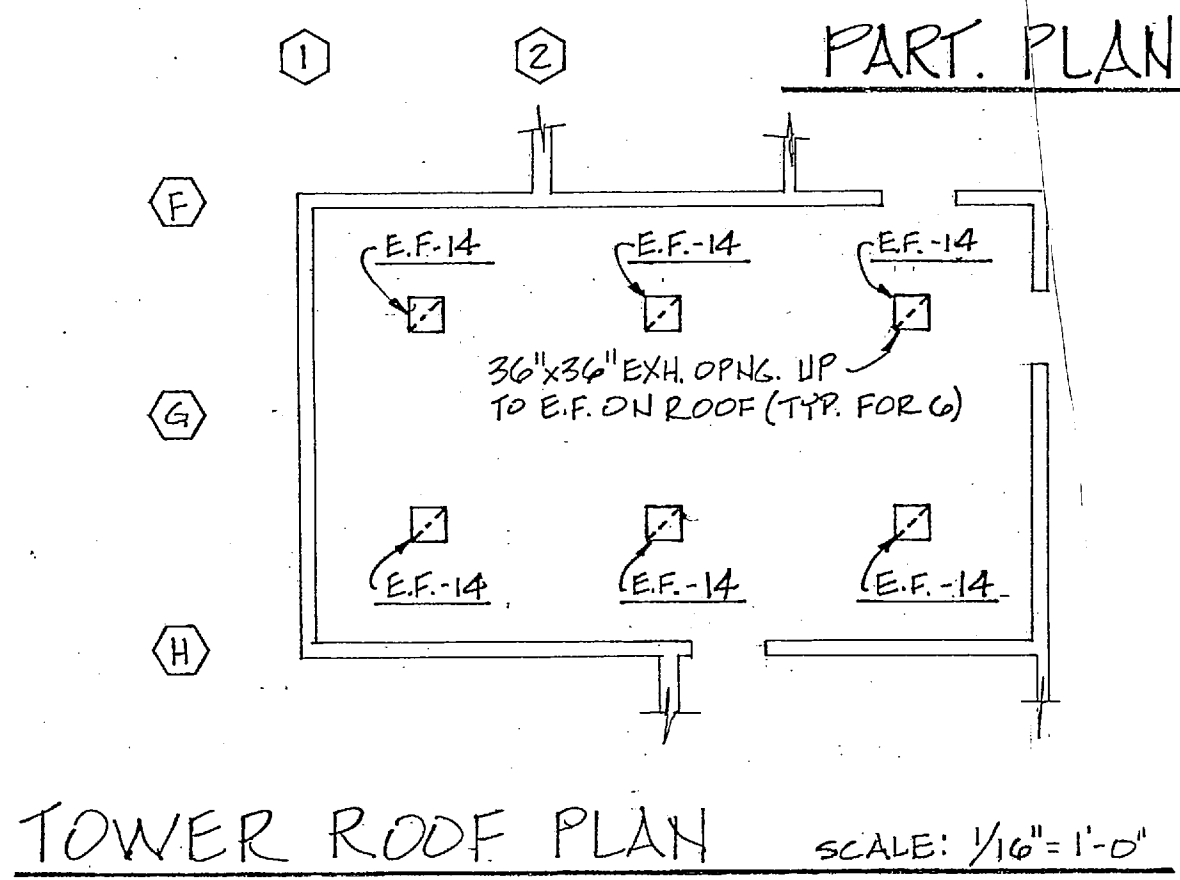 1
2
PART. PLAN
F
E.F.-14
E.F.-14
E.F.-14
36"x36" EXH. OPNG. UP
TO E.F. ON ROOF (TYP. FOR 6)
G
E.F.-14
E.F.-14
E.F.-14
H
TOWER ROOF PLAN
SCALE: 1/16" = 1'-0"